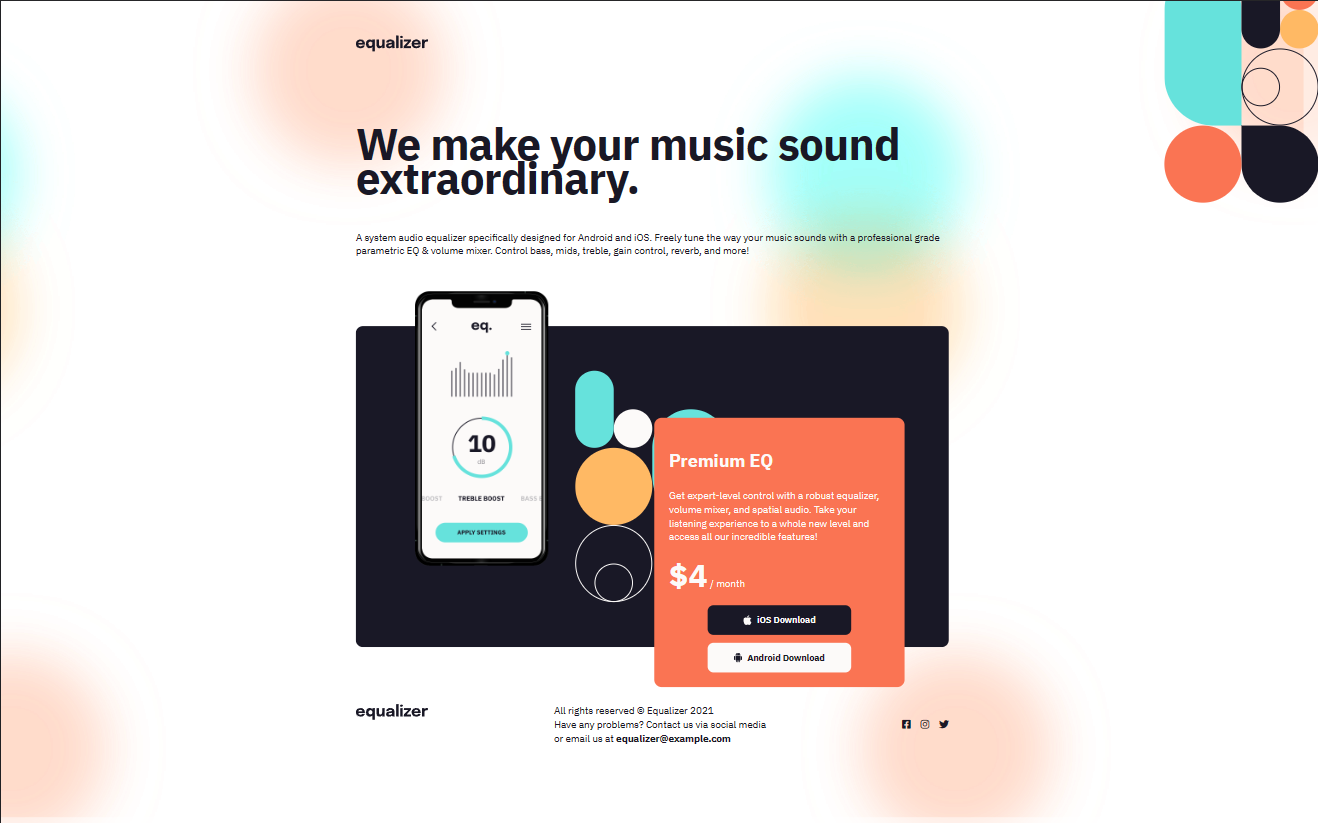 equalizer
We make your music sound
extraordinary.
A system audio equalizer specifically designed for Android and iOS. Freely tune the way your music sounds with a professional grade
parametric EQ & volume mixer. Control bass, mids, treble, gain control, reverb, and more!
eq.
10
dB
OOST TREBLE BOOST BASS
APPLY SETTINGS
Premium EQ
Get expert-level control with a robust equalizer,
volume mixer, and spatial audio. Take your
listening experience to a whole new level and
access all our incredible features!
$4 / month
iOS Download
Android Download
equalizer
All rights reserved © Equalizer 2021
Have any problems? Contact us via social media
or email us at equalizer@example.com